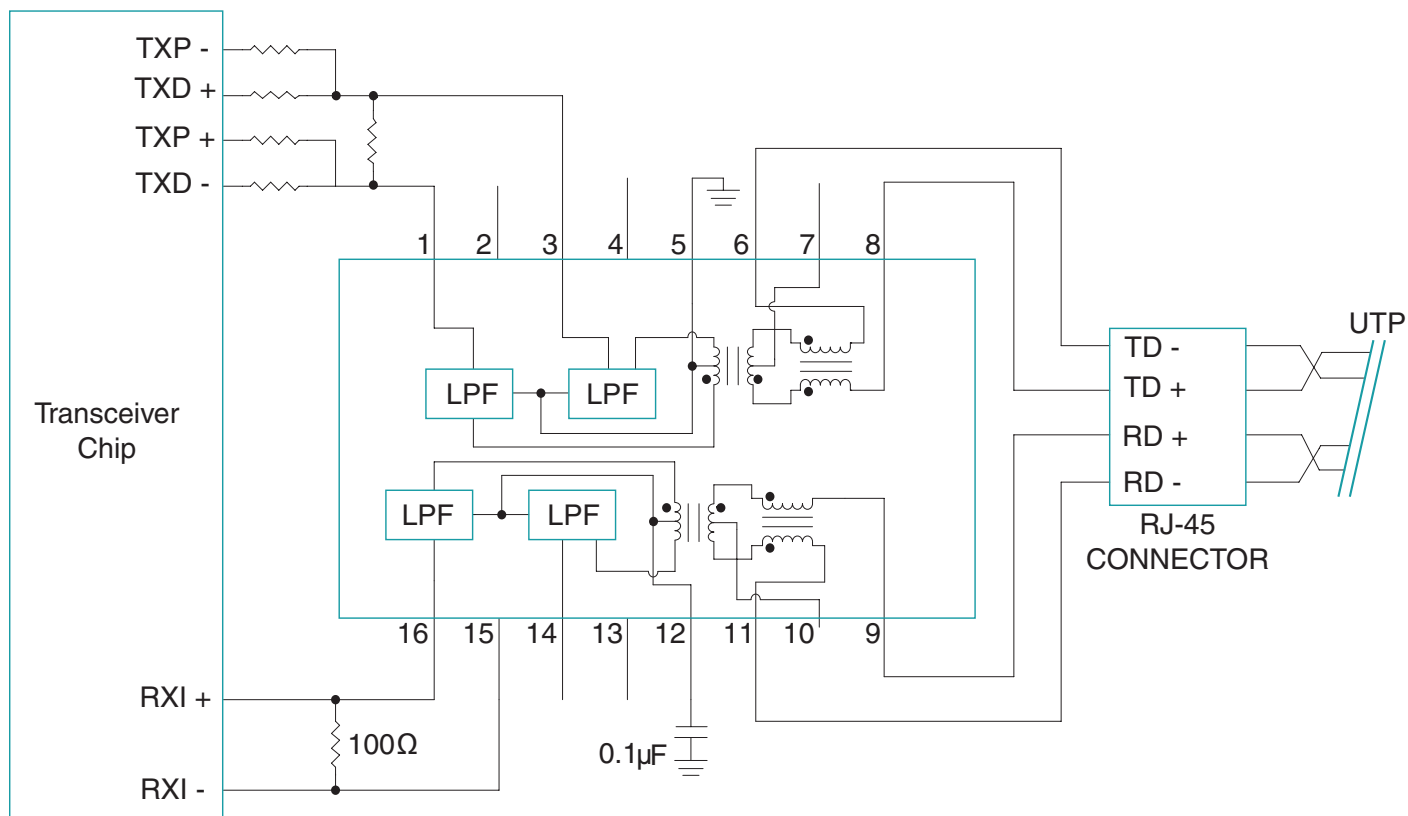 TXP -
TXD +
TXP +
TXD -
1 2 3 4 5 6 7 8
UTP
TD -
TD +
RD +
RD -
RJ-45
CONNECTOR
LPF LPF
Transceiver
Chip
LPF LPF
16 15 14 13 12 11 10 9
RXI +
100Ω
0.1µF
RXI -